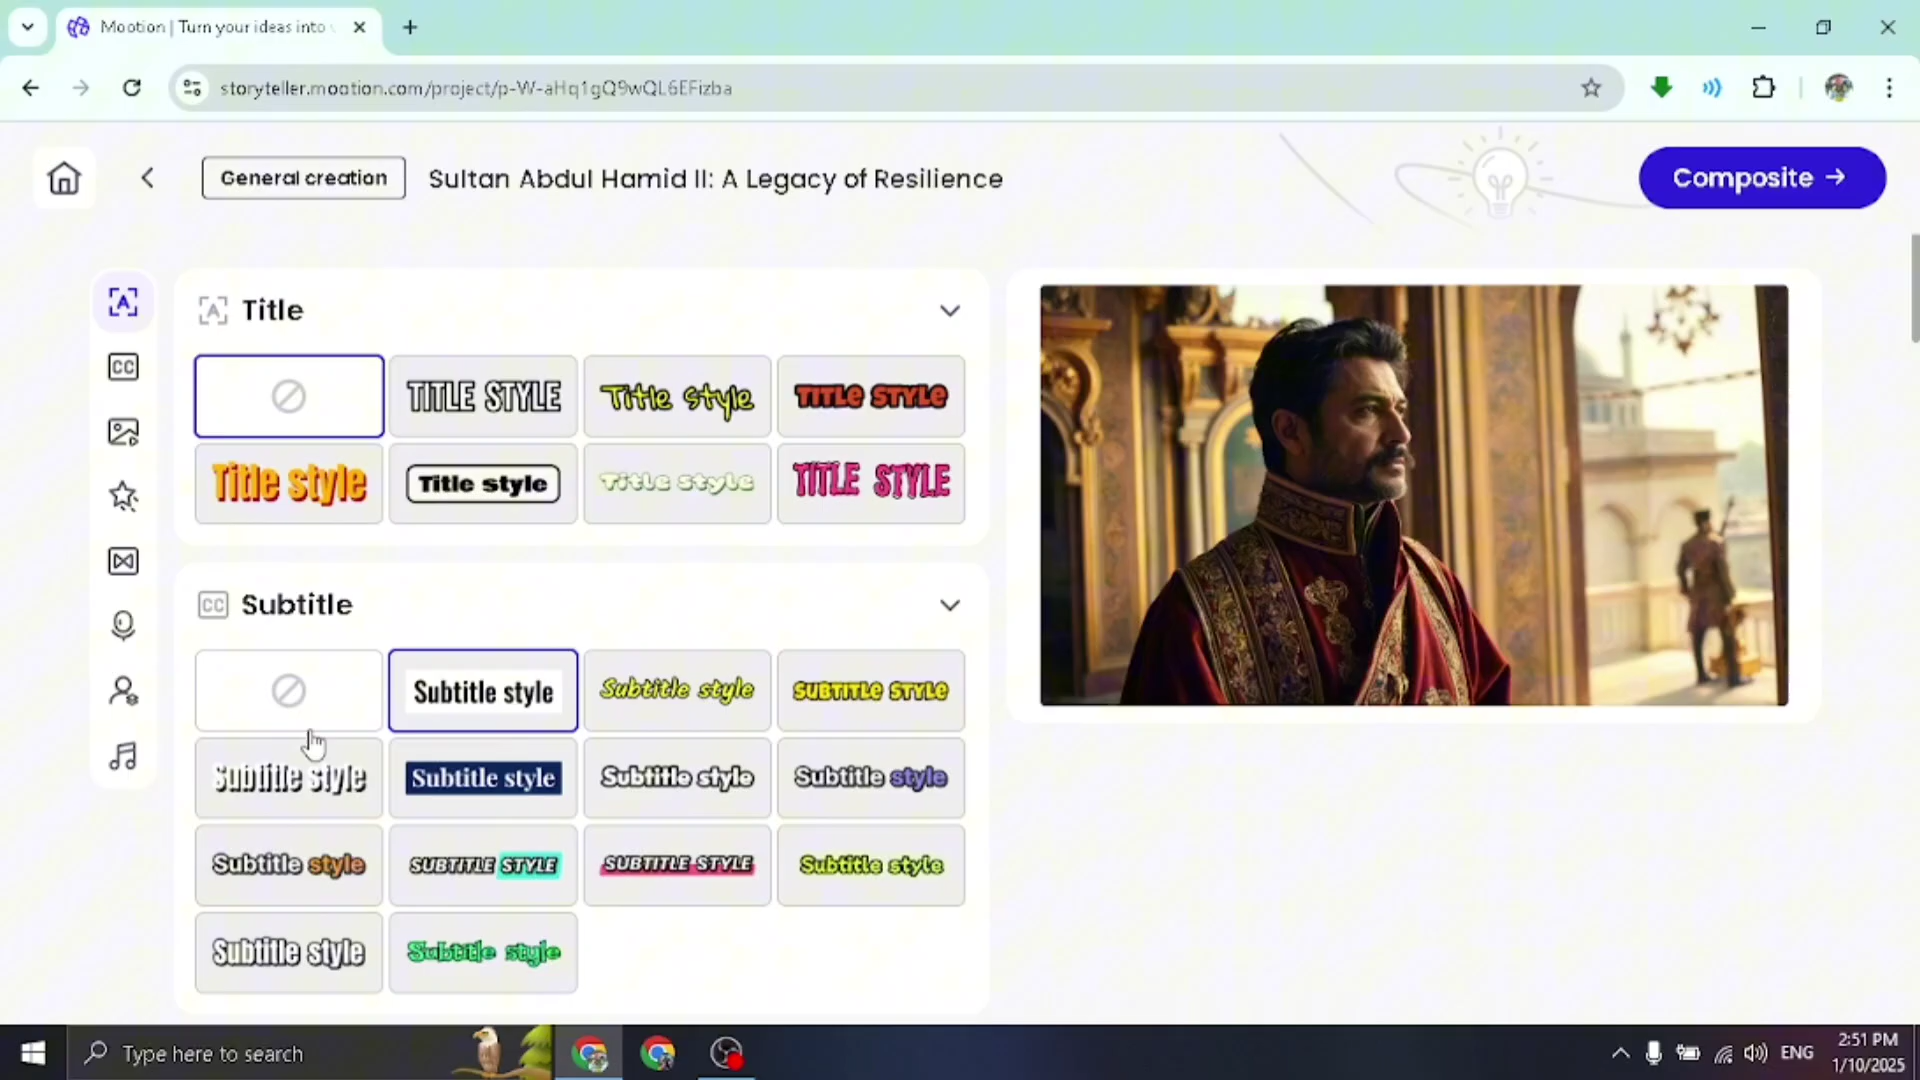 Mootion | Turn your ideas into
storyteller.mootion.com/project/p-W-aHq1gQ9wQL6EFizba
General creation
Sultan Abdul Hamid II: A Legacy of Resilience
Composite →
Title
TITLE STYLE
Title style
TITLE STYLE
Title style
Title style
Title style
TITLE STYLE
CC
Subtitle
Subtitle style
Subtitle style
SUBTITLE STYLE
Subtitle style
Subtitle style
Subtitle style
Subtitle style
Subtitle style
SUBTITLE STYLE
SUBTITLE STYLE
Subtitle style
Subtitle style
Subtitle style
CC
Type here to search
ENG
2:51 PM
1/10/2025